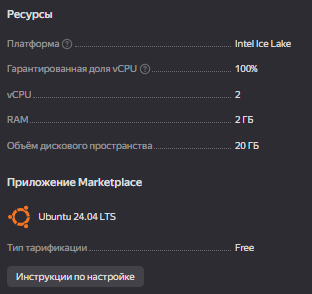 Ресурсы
Платформа ? Intel Ice Lake
Гарантированная доля vCPU ? 100%
vCPU 2
RAM 2 ГБ
Объём дискового пространства 20 ГБ
Приложение Marketplace
Ubuntu 24.04 LTS
Тип тарификации Free
Инструкции по настройке